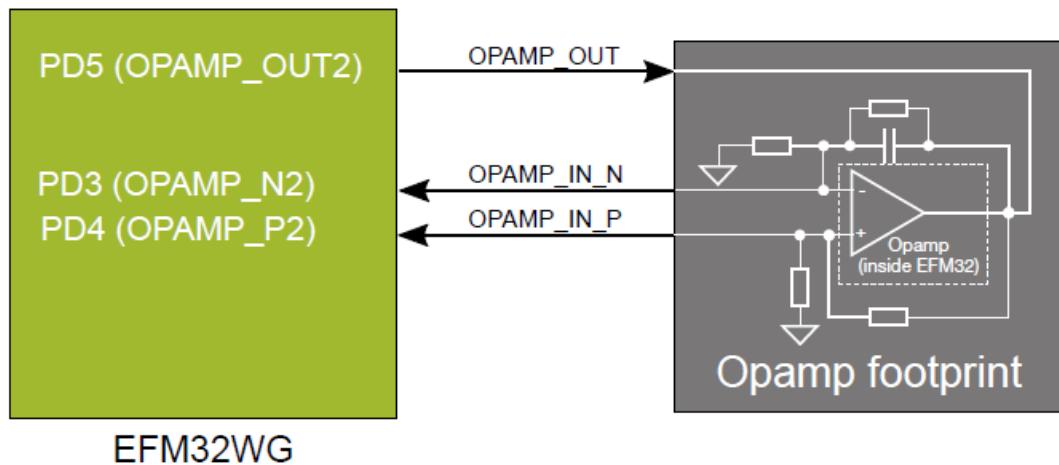 PD5 (OPAMP_OUT2)
OPAMP_OUT
PD3 (OPAMP_N2)
OPAMP_IN_N
PD4 (OPAMP_P2)
OPAMP_IN_P
-
+
Opamp
(inside EFM32)
Opamp footprint
EFM32WG